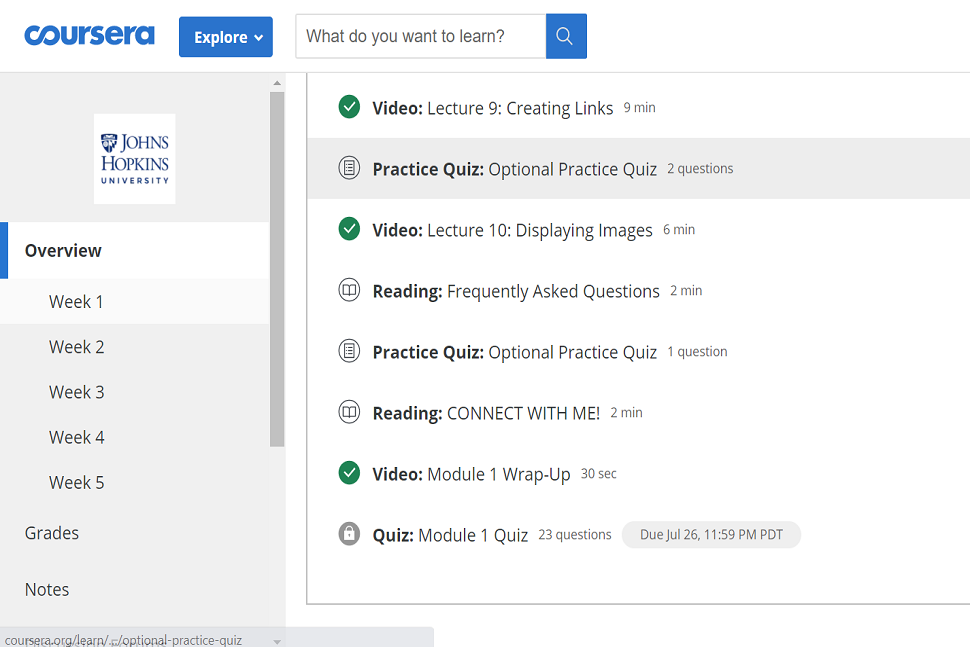 coursera
Explore
What do you want to learn?
JOHNS
HOPKINS
UNIVERSITY
Overview
Week 1
Week 2
Week 3
Week 4
Week 5
Grades
Notes
Video: Lecture 9: Creating Links 9 min
Practice Quiz: Optional Practice Quiz 2 questions
Video: Lecture 10: Displaying Images 6 min
Reading: Frequently Asked Questions 2 min
Practice Quiz: Optional Practice Quiz 1 question
Reading: CONNECT WITH ME! 2 min
Video: Module 1 Wrap-Up 30 sec
Quiz: Module 1 Quiz 23 questions Due Jul 26, 11:59 PM PDT
coursera.org/learn/.../optional-practice-quiz